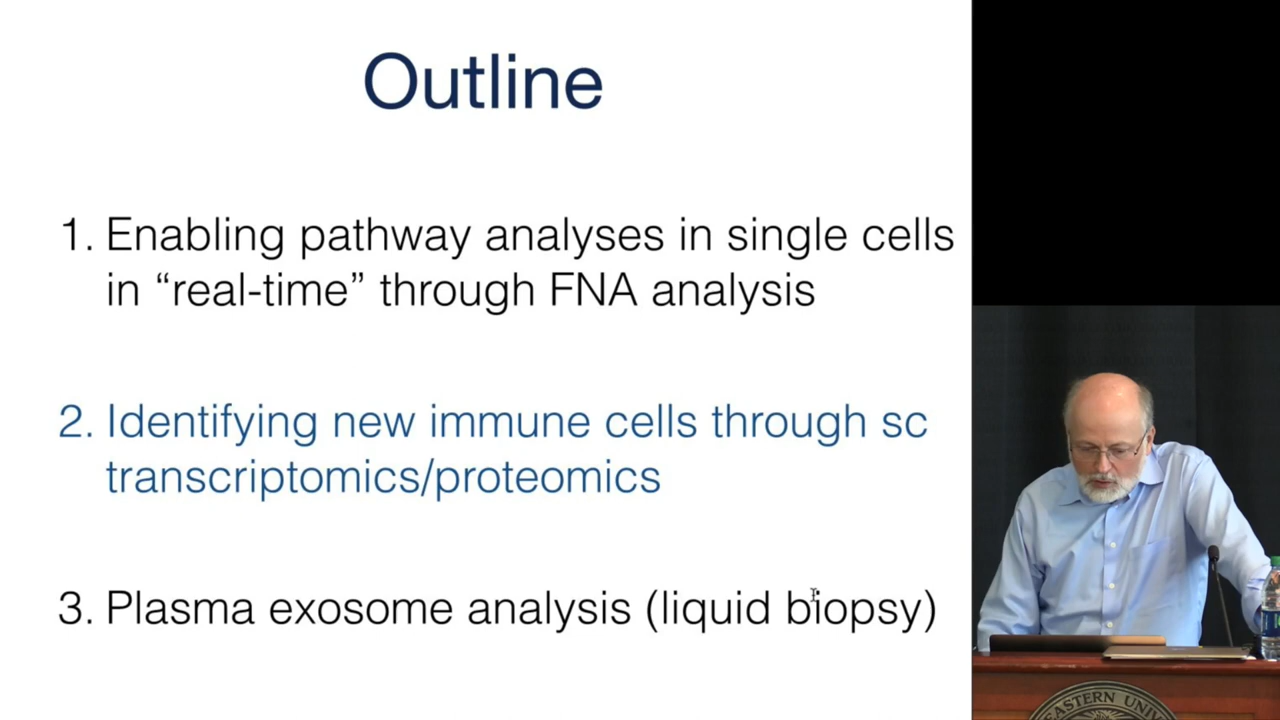 Outline
1. Enabling pathway analyses in single cells
in “real-time” through FNA analysis
2. Identifying new immune cells through sc
transcriptomics/proteomics
3. Plasma exosome analysis (liquid biopsy)
EASTERN